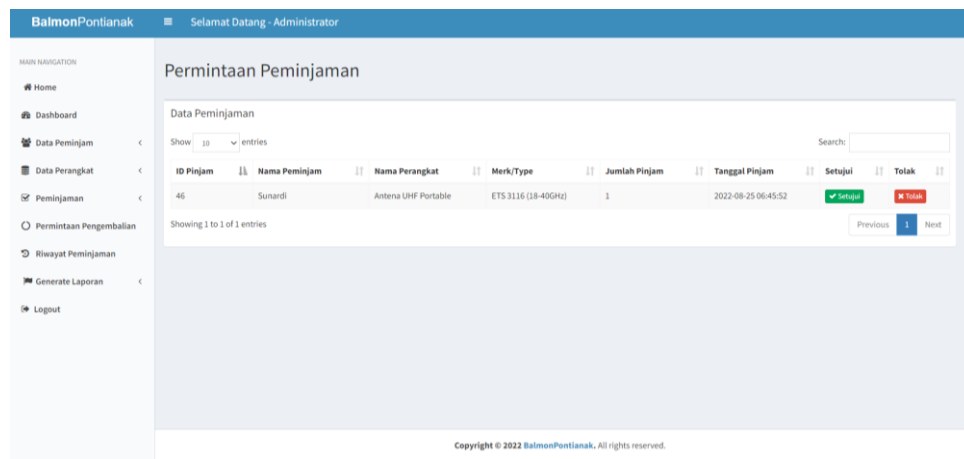 BalmonPontianak Selamat Datang - Administrator
MAIN NAVIGATION
Home
Dashboard
Data Peminjam
Data Perangkat
Peminjaman
Permintaan Pengembalian
Riwayat Peminjaman
Generate Laporan
Logout
Permintaan Peminjaman
Data Peminjaman
Show 10 entries Search:
ID Pinjam Nama Peminjam Nama Perangkat Merk/Type Jumlah Pinjam Tanggal Pinjam Setujui Tolak
46 Sunardi Antena UHF Portable ETS 3116 (18-40GHz) 1 2022-08-25 06:45:52 Setujui Tolak
Showing 1 to 1 of 1 entries Previous 1 Next
Copyright © 2022 BalmonPontianak. All rights reserved.